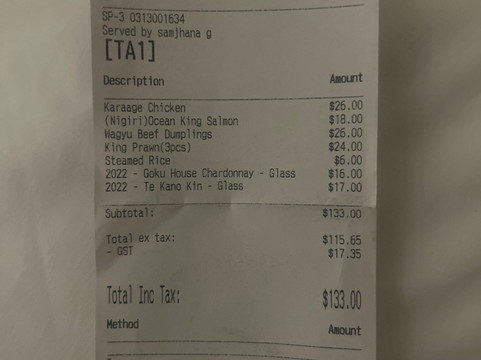 SP-3 0313001634
Served by samjhana g
[TA1]
Description Amount
Karaage Chicken $26.00
(Nigiri)Ocean King Salmon $18.00
Wagyu Beef Dumplings $26.00
King Prawn(3pcs) $24.00
Steamed Rice $6.00
2022 - Goku House Chardonnay - Glass $16.00
2022 - Te Kano Kin - Glass $17.00
Subtotal: $133.00
Total ex tax: $115.65
- GST $17.35
Total Inc Tax: $133.00
Method Amount